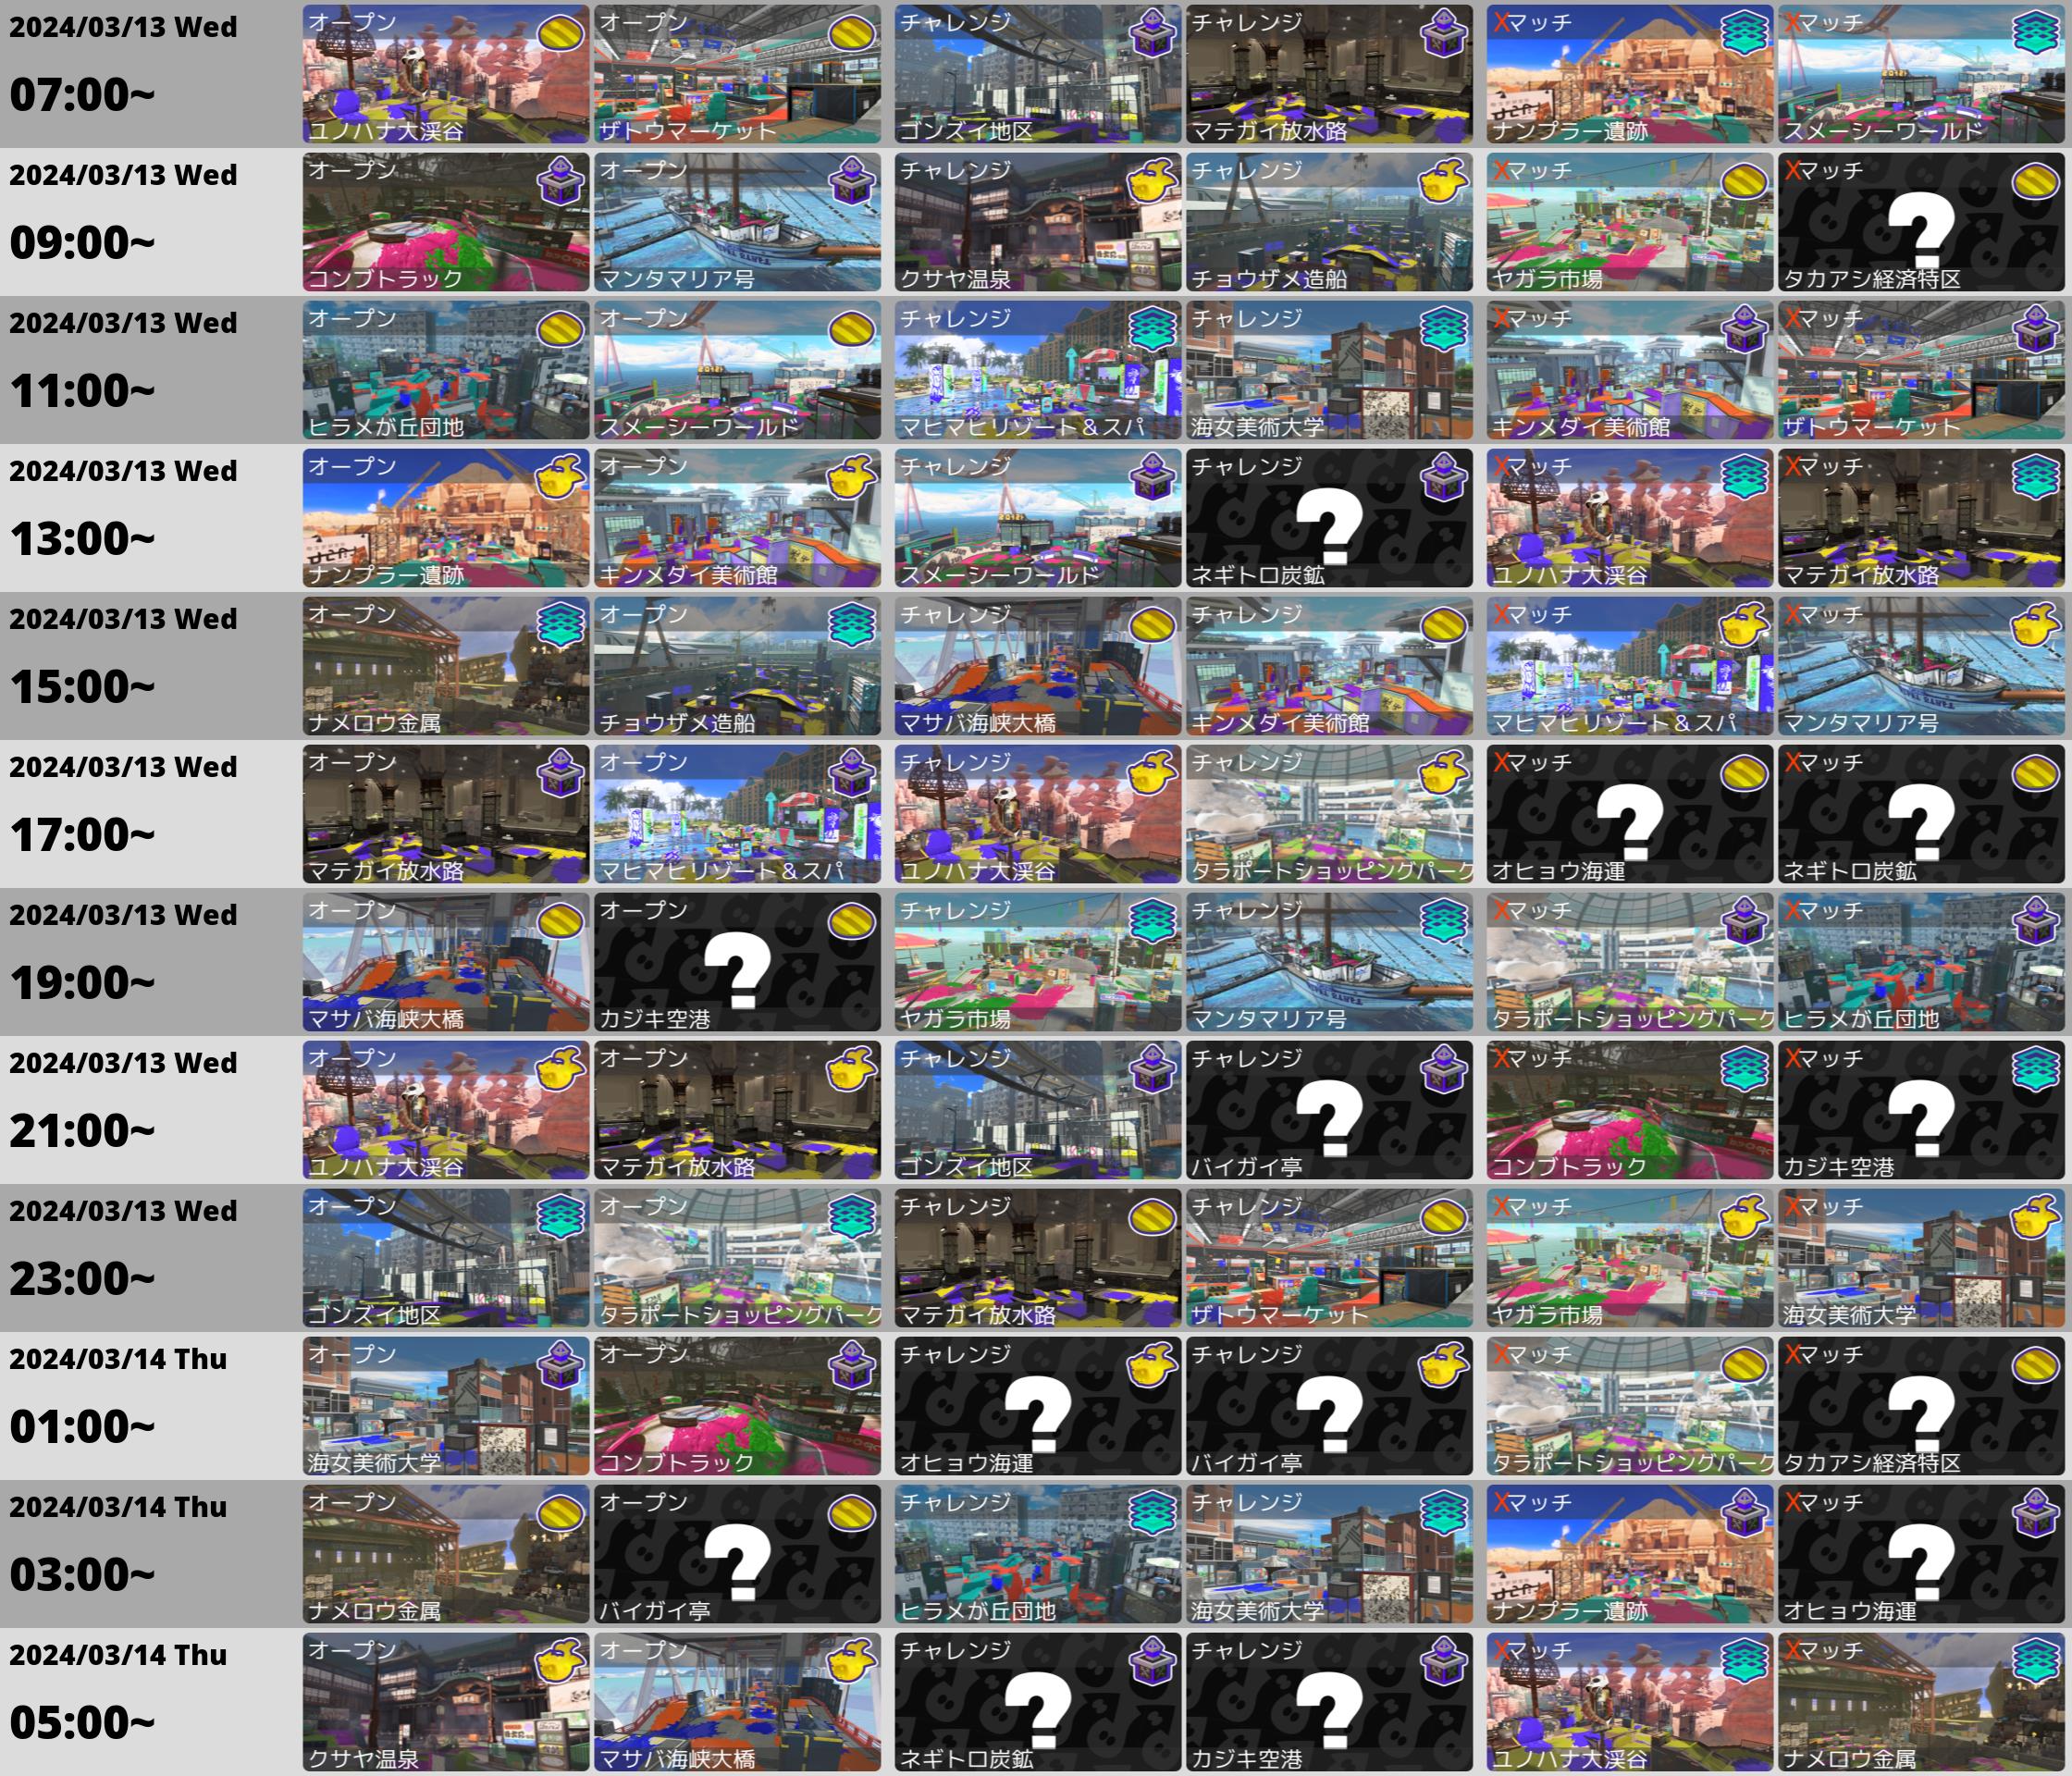 2024/03/13 Wed
07:00~
オープン
ユノハナ大渓谷
オープン
ザトウマーケット
チャレンジ
ゴンズイ地区
チャレンジ
マテガイ放水路
Xマッチ
ナンプラー遺跡
Xマッチ
スメーシーワールド
2024/03/13 Wed
09:00~
オープン
コンブトラック
オープン
マンタマリア号
チャレンジ
クサヤ温泉
チャレンジ
チョウザメ造船
Xマッチ
ヤガラ市場
Xマッチ
?
タカアシ経済特区
2024/03/13 Wed
11:00~
オープン
ヒラメが丘団地
オープン
スメーシーワールド
チャレンジ
マヒマヒリゾート＆スパ
チャレンジ
海女美術大学
Xマッチ
キンメダイ美術館
Xマッチ
ザトウマーケット
2024/03/13 Wed
13:00~
オープン
ナンプラー遺跡
オープン
キンメダイ美術館
チャレンジ
スメーシーワールド
チャレンジ
?
ネギトロ炭鉱
Xマッチ
ユノハナ大渓谷
Xマッチ
マテガイ放水路
2024/03/13 Wed
15:00~
オープン
ナメロウ金属
オープン
チョウザメ造船
チャレンジ
マサバ海峡大橋
チャレンジ
キンメダイ美術館
Xマッチ
マヒマヒリゾート＆スパ
Xマッチ
マンタマリア号
2024/03/13 Wed
17:00~
オープン
マテガイ放水路
オープン
マヒマヒリゾート＆スパ
チャレンジ
ユノハナ大渓谷
チャレンジ
タラポートショッピングパーク
Xマッチ
?
オヒョウ海運
Xマッチ
?
ネギトロ炭鉱
2024/03/13 Wed
19:00~
オープン
マサバ海峡大橋
オープン
?
カジキ空港
チャレンジ
ヤガラ市場
チャレンジ
マンタマリア号
Xマッチ
タラポートショッピングパーク
Xマッチ
ヒラメが丘団地
2024/03/13 Wed
21:00~
オープン
ユノハナ大渓谷
オープン
マテガイ放水路
チャレンジ
ゴンズイ地区
チャレンジ
?
バイガイ亭
Xマッチ
コンブトラック
Xマッチ
?
カジキ空港
2024/03/13 Wed
23:00~
オープン
ゴンズイ地区
オープン
タラポートショッピングパーク
チャレンジ
マテガイ放水路
チャレンジ
ザトウマーケット
Xマッチ
ヤガラ市場
Xマッチ
海女美術大学
2024/03/14 Thu
01:00~
オープン
海女美術大学
オープン
コンブトラック
チャレンジ
?
オヒョウ海運
チャレンジ
?
バイガイ亭
Xマッチ
タラポートショッピングパーク
Xマッチ
?
タカアシ経済特区
2024/03/14 Thu
03:00~
オープン
ナメロウ金属
オープン
?
バイガイ亭
チャレンジ
ヒラメが丘団地
チャレンジ
海女美術大学
Xマッチ
ナンプラー遺跡
Xマッチ
?
オヒョウ海運
2024/03/14 Thu
05:00~
オープン
クサヤ温泉
オープン
マサバ海峡大橋
チャレンジ
?
ネギトロ炭鉱
チャレンジ
?
カジキ空港
Xマッチ
ユノハナ大渓谷
Xマッチ
ナメロウ金属